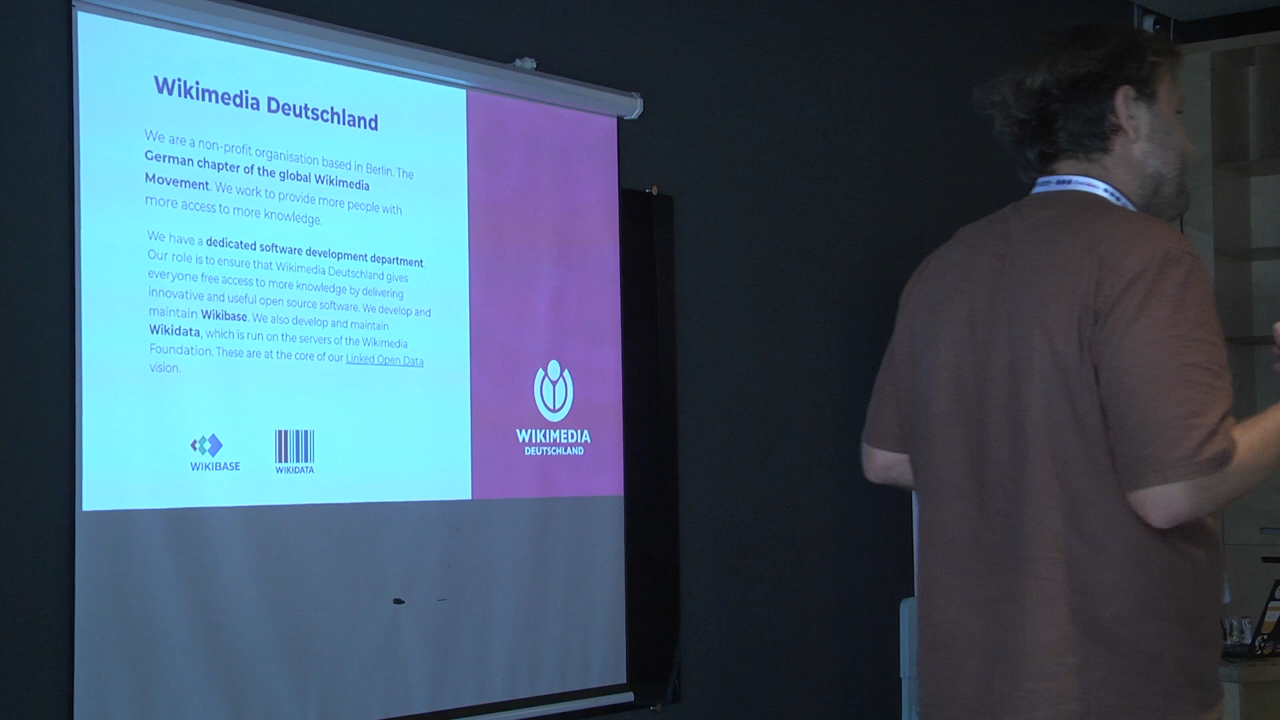 Wikimedia Deutschland
We are a non-profit organisation based in Berlin. The
German chapter of the global Wikimedia
Movement. We work to provide more people with
more access to more knowledge.
We have a dedicated software development department.
Our role is to ensure that Wikimedia Deutschland gives
everyone free access to more knowledge by delivering
innovative and useful open source software. We develop and
maintain Wikibase. We also develop and maintain
Wikidata, which is run on the servers of the Wikimedia
Foundation. These are at the core of our Linked Open Data
vision.
WIKIBASE
WIKIDATA
WIKIMEDIA
DEUTSCHLAND